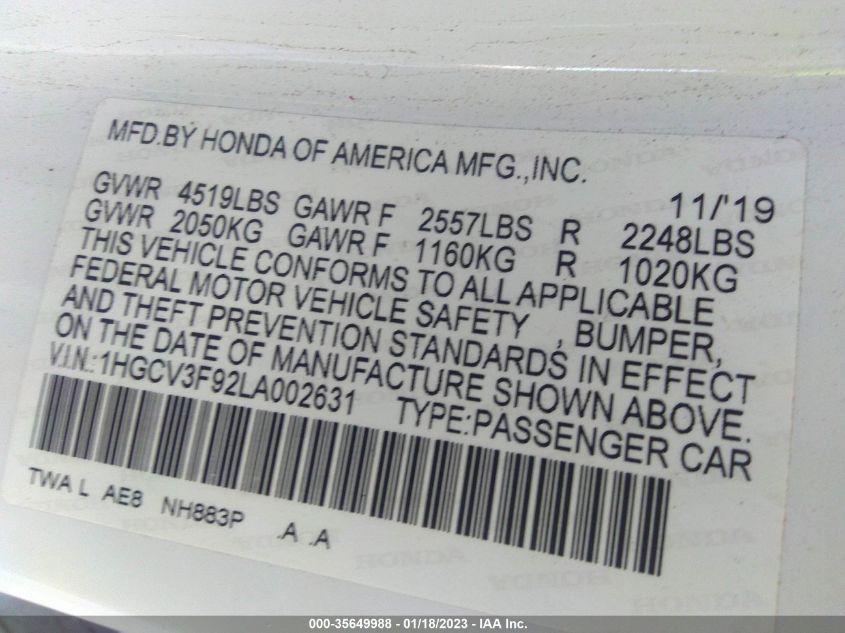 MFD.BY HONDA OF AMERICA MFG.,INC.
11/'19
GVWR 4519LBS GAWR F 2557LBS R 2248LBS
GVWR 2050KG GAWR F 1160KG R 1020KG
THIS VEHICLE CONFORMS TO ALL APPLICABLE
FEDERAL MOTOR VEHICLE SAFETY , BUMPER,
AND THEFT PREVENTION STANDARDS IN EFFECT
ON THE DATE OF MANUFACTURE SHOWN ABOVE.
V.I.N.:1HGCV3F92LA002631 TYPE:PASSENGER CAR
TWA L AE8 NH883P .A .A
000-35649988 - 01/18/2023 - IAA Inc.